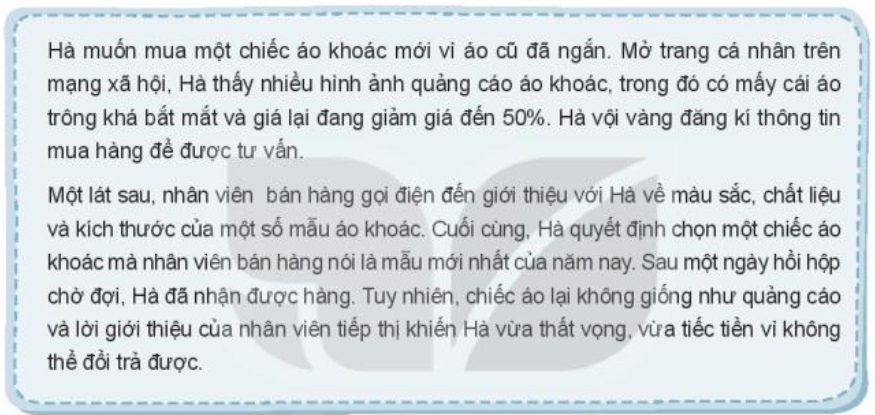 Hà muốn mua một chiếc áo khoác mới vì áo cũ đã ngắn. Mở trang cá nhân trên
mạng xã hội, Hà thấy nhiều hình ảnh quảng cáo áo khoác, trong đó có mấy cái áo
trông khá bắt mắt và giá lại đang giảm giá đến 50%. Hà vội vàng đăng kí thông tin
mua hàng để được tư vấn.
Một lát sau, nhân viên bán hàng gọi điện đến giới thiệu với Hà về màu sắc, chất liệu
và kích thước của một số mẫu áo khoác. Cuối cùng, Hà quyết định chọn một chiếc áo
khoác mà nhân viên bán hàng nói là mẫu mới nhất của năm nay. Sau một ngày hồi hộp
chờ đợi, Hà đã nhận được hàng. Tuy nhiên, chiếc áo lại không giống như quảng cáo
và lời giới thiệu của nhân viên tiếp thị khiến Hà vừa thất vọng, vừa tiếc tiền vì không
thể đổi trả được.